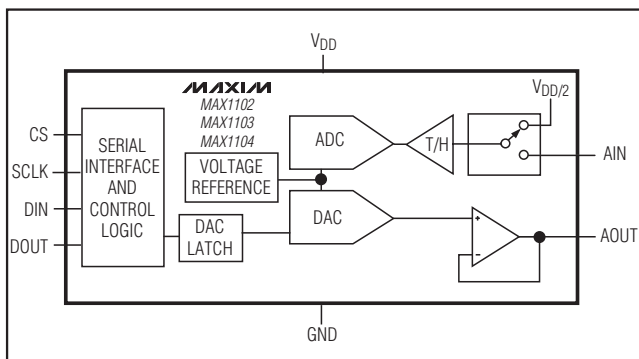 VDD
MAXIM
MAX1102
MAX1103
MAX1104
VDD/2
CS
SCLK
DIN
DOUT
SERIAL
INTERFACE
AND
CONTROL
LOGIC
VOLTAGE
REFERENCE
ADC
T/H
AIN
DAC
LATCH
DAC
+
-
AOUT
GND